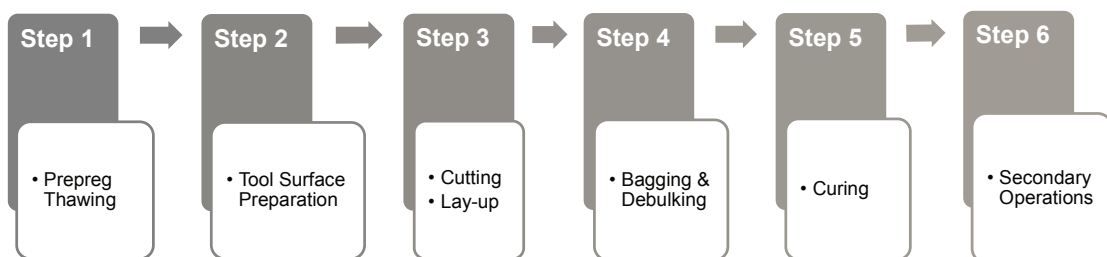 Step 1
• Prepreg
Thawing
Step 2
• Tool Surface
Preparation
Step 3
• Cutting
• Lay-up
Step 4
• Bagging &
Debulking
Step 5
• Curing
Step 6
• Secondary
Operations